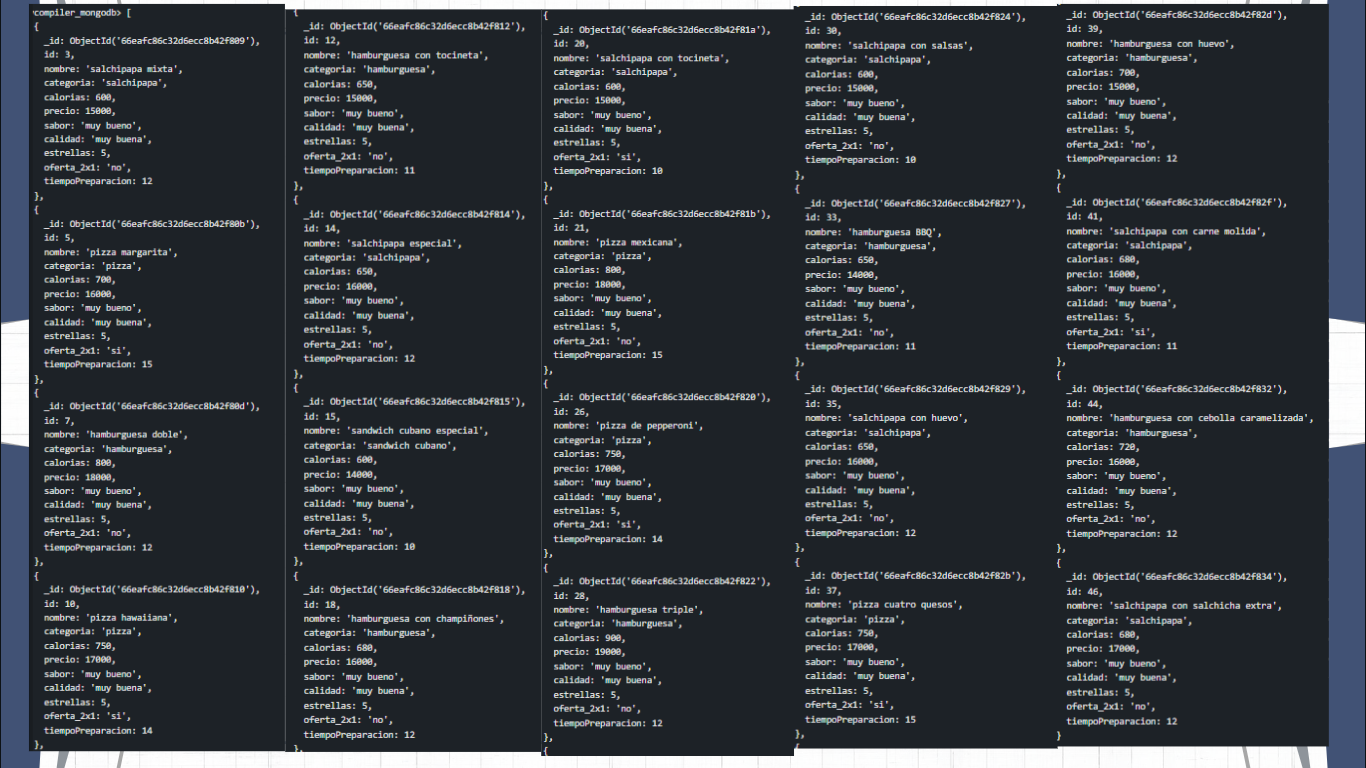 compiler_mongodb> [
{
_id: ObjectId('66eafc86c32d6ecc8b42f809'),
id: 3,
nombre: 'salchipapa mixta',
categoria: 'salchipapa',
calorias: 600,
precio: 15000,
sabor: 'muy bueno',
calidad: 'muy buena',
estrellas: 5,
oferta_2x1: 'no',
tiempoPreparacion: 12
},
{
_id: ObjectId('66eafc86c32d6ecc8b42f80b'),
id: 5,
nombre: 'pizza margarita',
categoria: 'pizza',
calorias: 700,
precio: 16000,
sabor: 'muy bueno',
calidad: 'muy buena',
estrellas: 5,
oferta_2x1: 'si',
tiempoPreparacion: 15
},
{
_id: ObjectId('66eafc86c32d6ecc8b42f80d'),
id: 7,
nombre: 'hamburguesa doble',
categoria: 'hamburguesa',
calorias: 800,
precio: 18000,
sabor: 'muy bueno',
calidad: 'muy buena',
estrellas: 5,
oferta_2x1: 'no',
tiempoPreparacion: 12
},
{
_id: ObjectId('66eafc86c32d6ecc8b42f810'),
id: 10,
nombre: 'pizza hawaiiana',
categoria: 'pizza',
calorias: 750,
precio: 17000,
sabor: 'muy bueno',
calidad: 'muy buena',
estrellas: 5,
oferta_2x1: 'si',
tiempoPreparacion: 14
},
{
_id: ObjectId('66eafc86c32d6ecc8b42f812'),
id: 12,
nombre: 'hamburguesa con tocineta',
categoria: 'hamburguesa',
calorias: 650,
precio: 15000,
sabor: 'muy bueno',
calidad: 'muy buena',
estrellas: 5,
oferta_2x1: 'no',
tiempoPreparacion: 11
},
{
_id: ObjectId('66eafc86c32d6ecc8b42f814'),
id: 14,
nombre: 'salchipapa especial',
categoria: 'salchipapa',
calorias: 650,
precio: 16000,
sabor: 'muy bueno',
calidad: 'muy buena',
estrellas: 5,
oferta_2x1: 'no',
tiempoPreparacion: 12
},
{
_id: ObjectId('66eafc86c32d6ecc8b42f815'),
id: 15,
nombre: 'sandwich cubano especial',
categoria: 'sandwich cubano',
calorias: 600,
precio: 14000,
sabor: 'muy bueno',
calidad: 'muy buena',
estrellas: 5,
oferta_2x1: 'no',
tiempoPreparacion: 10
},
{
_id: ObjectId('66eafc86c32d6ecc8b42f818'),
id: 18,
nombre: 'hamburguesa con champiñones',
categoria: 'hamburguesa',
calorias: 680,
precio: 16000,
sabor: 'muy bueno',
calidad: 'muy buena',
estrellas: 5,
oferta_2x1: 'no',
tiempoPreparacion: 12
},
{
_id: ObjectId('66eafc86c32d6ecc8b42f81a'),
id: 20,
nombre: 'salchipapa con tocineta',
categoria: 'salchipapa',
calorias: 600,
precio: 15000,
sabor: 'muy bueno',
calidad: 'muy buena',
estrellas: 5,
oferta_2x1: 'si',
tiempoPreparacion: 10
},
{
_id: ObjectId('66eafc86c32d6ecc8b42f81b'),
id: 21,
nombre: 'pizza mexicana',
categoria: 'pizza',
calorias: 800,
precio: 18000,
sabor: 'muy bueno',
calidad: 'muy buena',
estrellas: 5,
oferta_2x1: 'no',
tiempoPreparacion: 15
},
{
_id: ObjectId('66eafc86c32d6ecc8b42f820'),
id: 26,
nombre: 'pizza de pepperoni',
categoria: 'pizza',
calorias: 750,
precio: 17000,
sabor: 'muy bueno',
calidad: 'muy buena',
estrellas: 5,
oferta_2x1: 'si',
tiempoPreparacion: 14
},
{
_id: ObjectId('66eafc86c32d6ecc8b42f822'),
id: 28,
nombre: 'hamburguesa triple',
categoria: 'hamburguesa',
calorias: 900,
precio: 19000,
sabor: 'muy bueno',
calidad: 'muy buena',
estrellas: 5,
oferta_2x1: 'no',
tiempoPreparacion: 12
},
{
_id: ObjectId('66eafc86c32d6ecc8b42f824'),
id: 30,
nombre: 'salchipapa con salsas',
categoria: 'salchipapa',
calorias: 600,
precio: 15000,
sabor: 'muy bueno',
calidad: 'muy buena',
estrellas: 5,
oferta_2x1: 'no',
tiempoPreparacion: 10
},
{
_id: ObjectId('66eafc86c32d6ecc8b42f827'),
id: 33,
nombre: 'hamburguesa BBQ',
categoria: 'hamburguesa',
calorias: 650,
precio: 14000,
sabor: 'muy bueno',
calidad: 'muy buena',
estrellas: 5,
oferta_2x1: 'no',
tiempoPreparacion: 11
},
{
_id: ObjectId('66eafc86c32d6ecc8b42f829'),
id: 35,
nombre: 'salchipapa con huevo',
categoria: 'salchipapa',
calorias: 650,
precio: 16000,
sabor: 'muy bueno',
calidad: 'muy buena',
estrellas: 5,
oferta_2x1: 'no',
tiempoPreparacion: 12
},
{
_id: ObjectId('66eafc86c32d6ecc8b42f82b'),
id: 37,
nombre: 'pizza cuatro quesos',
categoria: 'pizza',
calorias: 750,
precio: 17000,
sabor: 'muy bueno',
calidad: 'muy buena',
estrellas: 5,
oferta_2x1: 'si',
tiempoPreparacion: 15
},
{
_id: ObjectId('66eafc86c32d6ecc8b42f82d'),
id: 39,
nombre: 'hamburguesa con huevo',
categoria: 'hamburguesa',
calorias: 700,
precio: 15000,
sabor: 'muy bueno',
calidad: 'muy buena',
estrellas: 5,
oferta_2x1: 'no',
tiempoPreparacion: 12
},
{
_id: ObjectId('66eafc86c32d6ecc8b42f82f'),
id: 41,
nombre: 'salchipapa con carne molida',
categoria: 'salchipapa',
calorias: 680,
precio: 16000,
sabor: 'muy bueno',
calidad: 'muy buena',
estrellas: 5,
oferta_2x1: 'si',
tiempoPreparacion: 11
},
{
_id: ObjectId('66eafc86c32d6ecc8b42f832'),
id: 44,
nombre: 'hamburguesa con cebolla caramelizada',
categoria: 'hamburguesa',
calorias: 720,
precio: 16000,
sabor: 'muy bueno',
calidad: 'muy buena',
estrellas: 5,
oferta_2x1: 'no',
tiempoPreparacion: 12
},
{
_id: ObjectId('66eafc86c32d6ecc8b42f834'),
id: 46,
nombre: 'salchipapa con salchicha extra',
categoria: 'salchipapa',
calorias: 680,
precio: 17000,
sabor: 'muy bueno',
calidad: 'muy buena',
estrellas: 5,
oferta_2x1: 'no',
tiempoPreparacion: 12
}